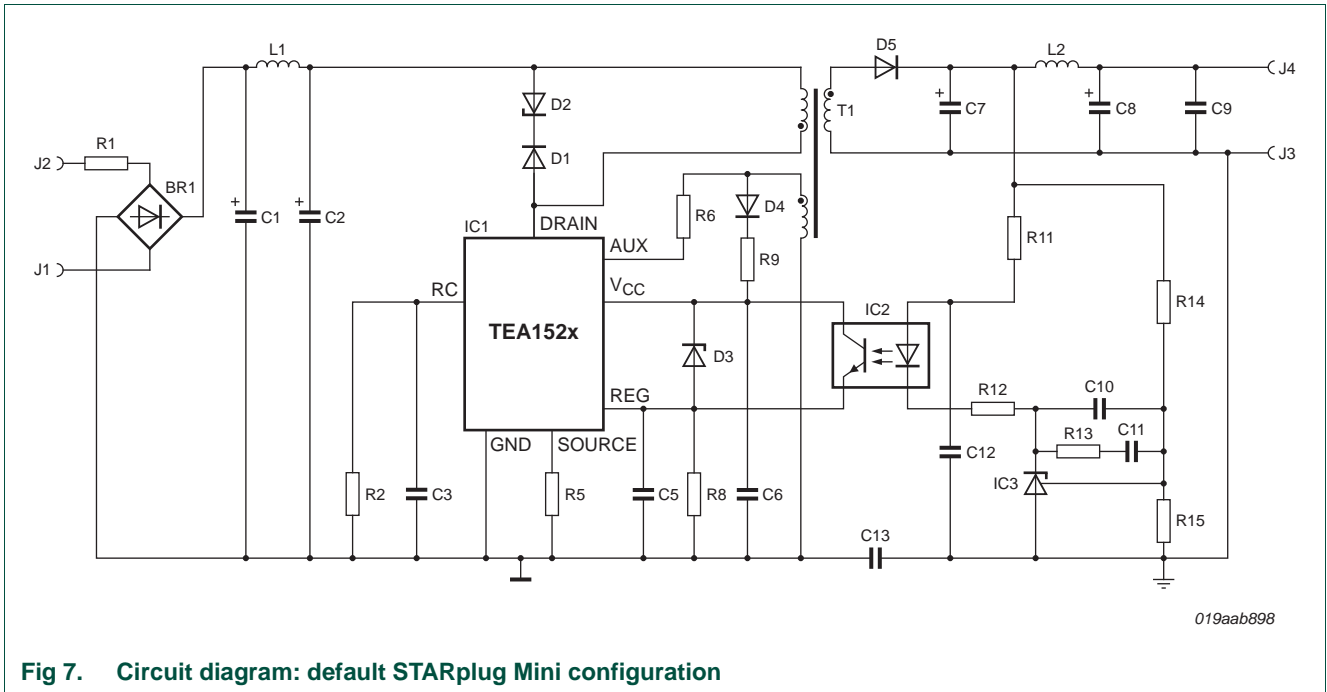 L1
D5
L2
J4
D2
T1
C7
C8
C9
R1
J2
D1
J3
BR1
C1
C2
IC1
DRAIN
R6
D4
AUX
R11
J1
R9
RC
VCC
R14
IC2
TEA152x
D3
REG
R12
C10
R13
C11
GND
SOURCE
C12
IC3
R2
C3
R5
C5
R8
C6
R15
C13
019aab898
Fig 7. Circuit diagram: default STARplug Mini configuration
+
+
+
+